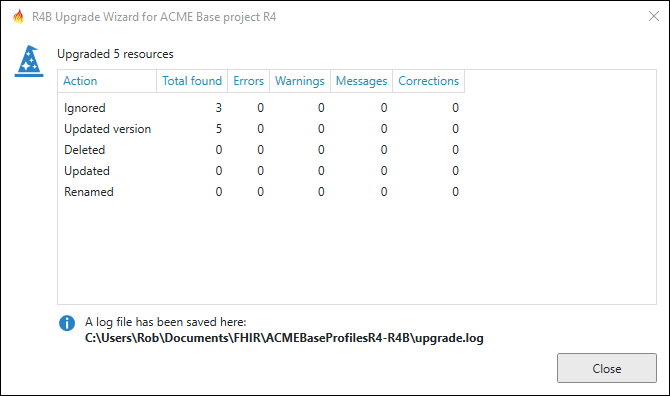 R4B Upgrade Wizard for ACME Base project R4
Upgraded 5 resources
Action Total found Errors Warnings Messages Corrections
Ignored 3 0 0 0 0
Updated version 5 0 0 0 0
Deleted 0 0 0 0 0
Updated 0 0 0 0 0
Renamed 0 0 0 0 0
A log file has been saved here:
C:\Users\Rob\Documents\FHIR\ACMEBaseProfilesR4-R4B\upgrade.log
Close